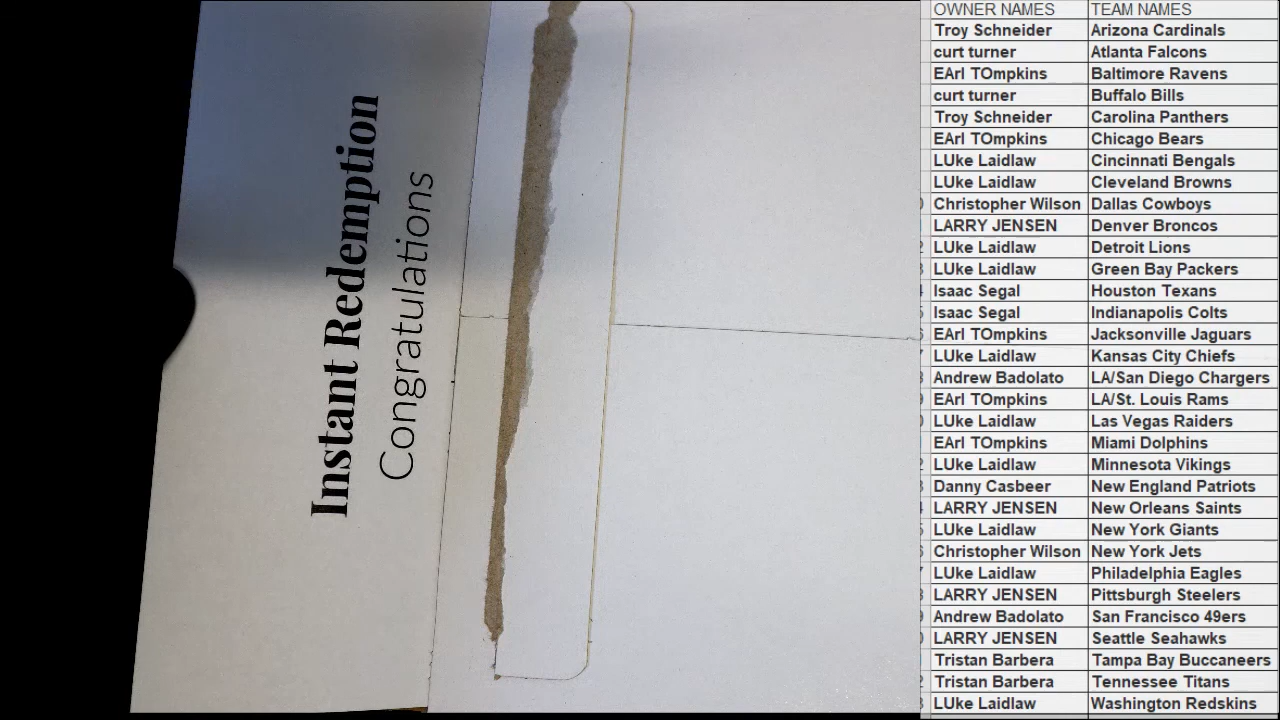 Instant Redemption
Congratulations
OWNER NAMES TEAM NAMES
Troy Schneider Arizona Cardinals
curt turner Atlanta Falcons
EArl TOmpkins Baltimore Ravens
curt turner Buffalo Bills
Troy Schneider Carolina Panthers
EArl TOmpkins Chicago Bears
LUke Laidlaw Cincinnati Bengals
LUke Laidlaw Cleveland Browns
Christopher Wilson Dallas Cowboys
LARRY JENSEN Denver Broncos
LUke Laidlaw Detroit Lions
LUke Laidlaw Green Bay Packers
Isaac Segal Houston Texans
Isaac Segal Indianapolis Colts
EArl TOmpkins Jacksonville Jaguars
LUke Laidlaw Kansas City Chiefs
Andrew Badolato LA/San Diego Chargers
EArl TOmpkins LA/St. Louis Rams
LUke Laidlaw Las Vegas Raiders
EArl TOmpkins Miami Dolphins
LUke Laidlaw Minnesota Vikings
Danny Casbeer New England Patriots
LARRY JENSEN New Orleans Saints
LUke Laidlaw New York Giants
Christopher Wilson New York Jets
LUke Laidlaw Philadelphia Eagles
LARRY JENSEN Pittsburgh Steelers
Andrew Badolato San Francisco 49ers
LARRY JENSEN Seattle Seahawks
Tristan Barbera Tampa Bay Buccaneers
Tristan Barbera Tennessee Titans
LUke Laidlaw Washington Redskins